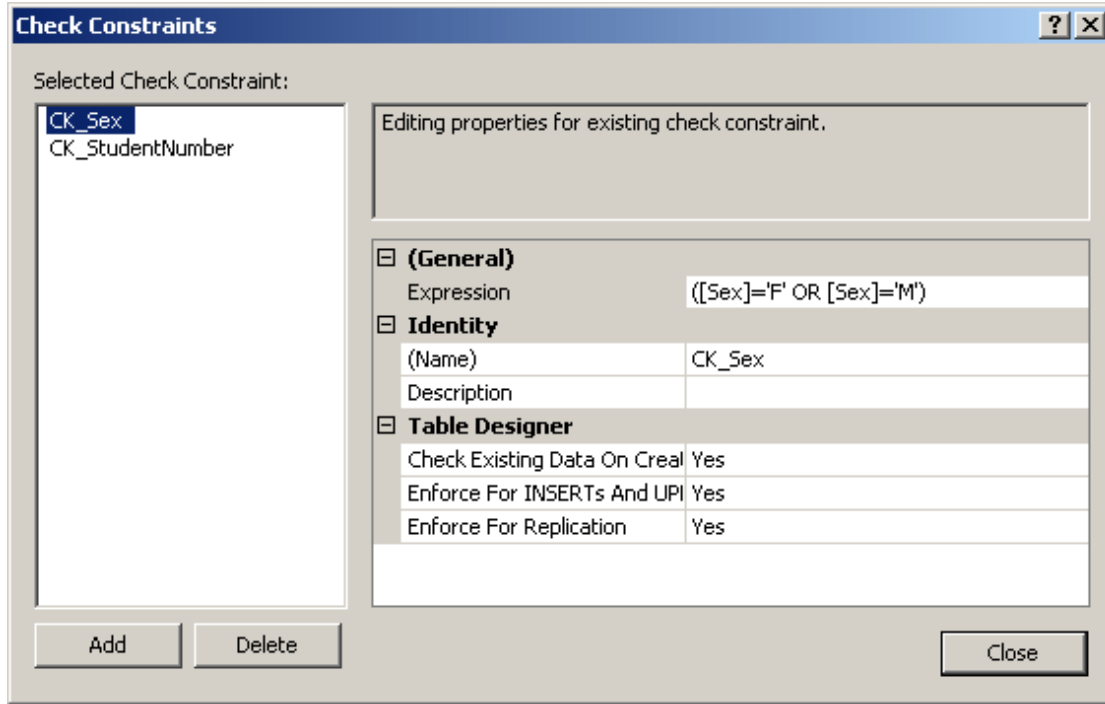 Check Constraints
Selected Check Constraint:
CK_Sex
CK_StudentNumber
Editing properties for existing check constraint.
(General)
Expression ([Sex]='F' OR [Sex]='M')
Identity
(Name) CK_Sex
Description
Table Designer
Check Existing Data On Creat Yes
Enforce For INSERTs And UPD Yes
Enforce For Replication Yes
Add Delete
Close